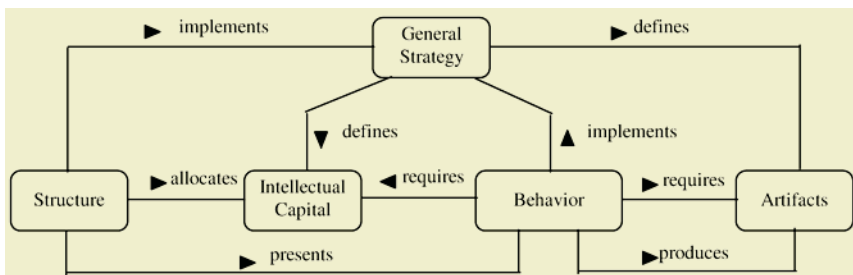 implements
General
Strategy
defines
defines
implements
Structure
allocates
Intellectual
Capital
requires
Behavior
requires
Artifacts
presents
produces